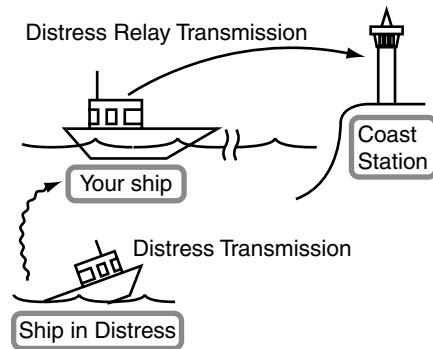 Distress Relay Transmission
Coast
Station
Your ship
Distress Transmission
Ship in Distress